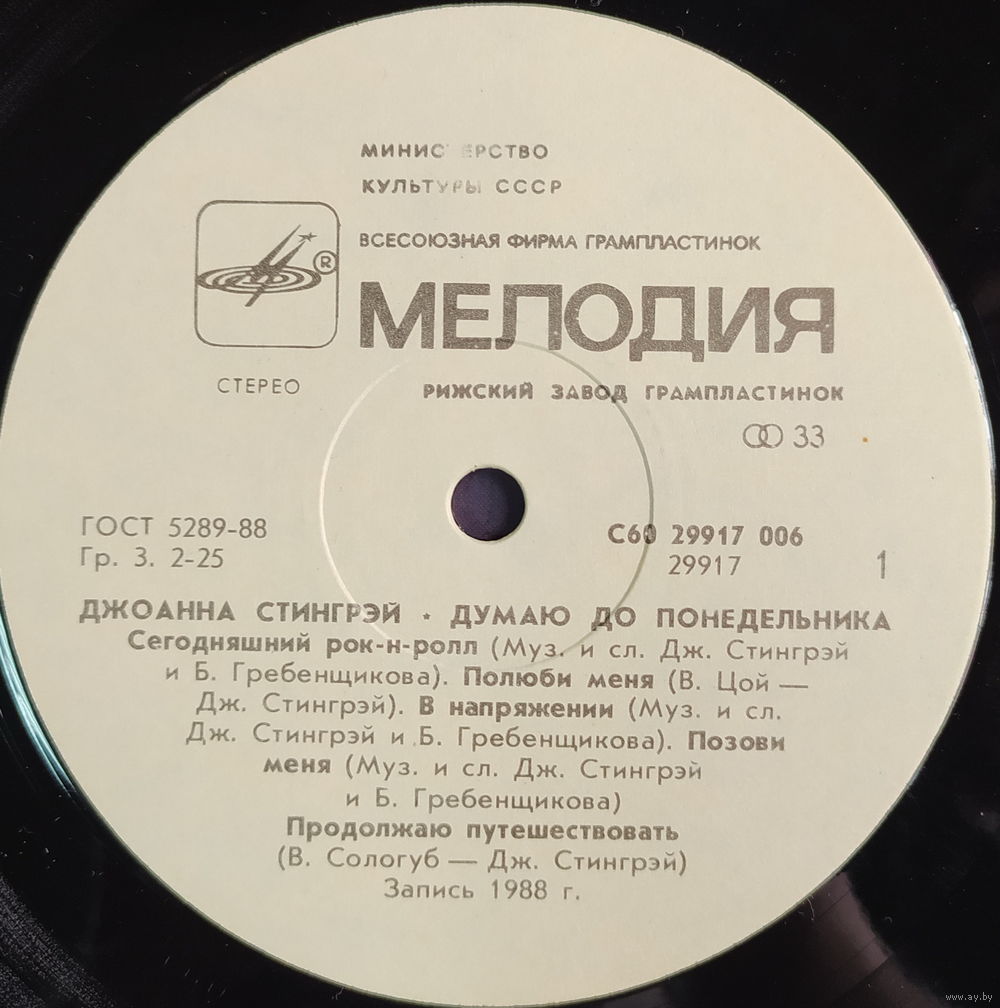 МИНИСТЕРСТВО
КУЛЬТУРЫ СССР
ВСЕСОЮЗНАЯ ФИРМА ГРАМПЛАСТИНОК
®
МЕЛОДИЯ
СТЕРЕО
РИЖСКИЙ ЗАВОД ГРАМПЛАСТИНОК
33
ГОСТ 5289-88
Гр. 3. 2-25
С60 29917 006
29917
1
ДЖОАННА СТИНГРЭЙ · ДУМАЮ ДО ПОНЕДЕЛЬНИКА
Сегодняшний рок-н-ролл (Муз. и сл. Дж. Стингрэй
и Б. Гребенщикова). Полюби меня (В. Цой —
Дж. Стингрэй). В напряжении (Муз. и сл.
Дж. Стингрэй и Б. Гребенщикова). Позови
меня (Муз. и сл. Дж. Стингрэй
и Б. Гребенщикова)
Продолжаю путешествовать
(В. Сологуб — Дж. Стингрэй)
Запись 1988 г.
www.ay.by